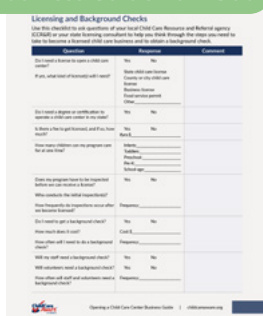 Licensing and Background Checks
Use this checklist to ask questions of your local Child Care Resource and Referral agency
(CCR&R) or your state licensing consultant to help you think through the steps you need to
take to become a licensed child care business and to obtain a background check.
Question Response Comment
Do I need a license to open a child care Yes No
center?
If yes, what kind of license(s) will I need? State child care license
County or city child care
license
Business license
Food service permit
Other
Do I need a degree or certification to Yes No
operate a child care center in my state?
Is there a fee to get licensed, and if so, how Yes No
much?
How many children can my program care Infants
for at one time? Toddlers
Preschool
Pre-K
School-age
Does my program have to be inspected Yes No
before we can receive a license?
Who conducts the initial inspection(s)?
How frequently do inspections occur after Frequency
we become licensed?
Do I need to get a background check? Yes No
How much does it cost? Cost $
How often will I need to do a background Frequency
check?
Will my staff need a background check? Yes No
Will volunteers need a background check? Yes No
How often will staff and volunteers need a Frequency
background check?
ChildCare Aware
Opening a Child Care Center Business Guide | childcareaware.org